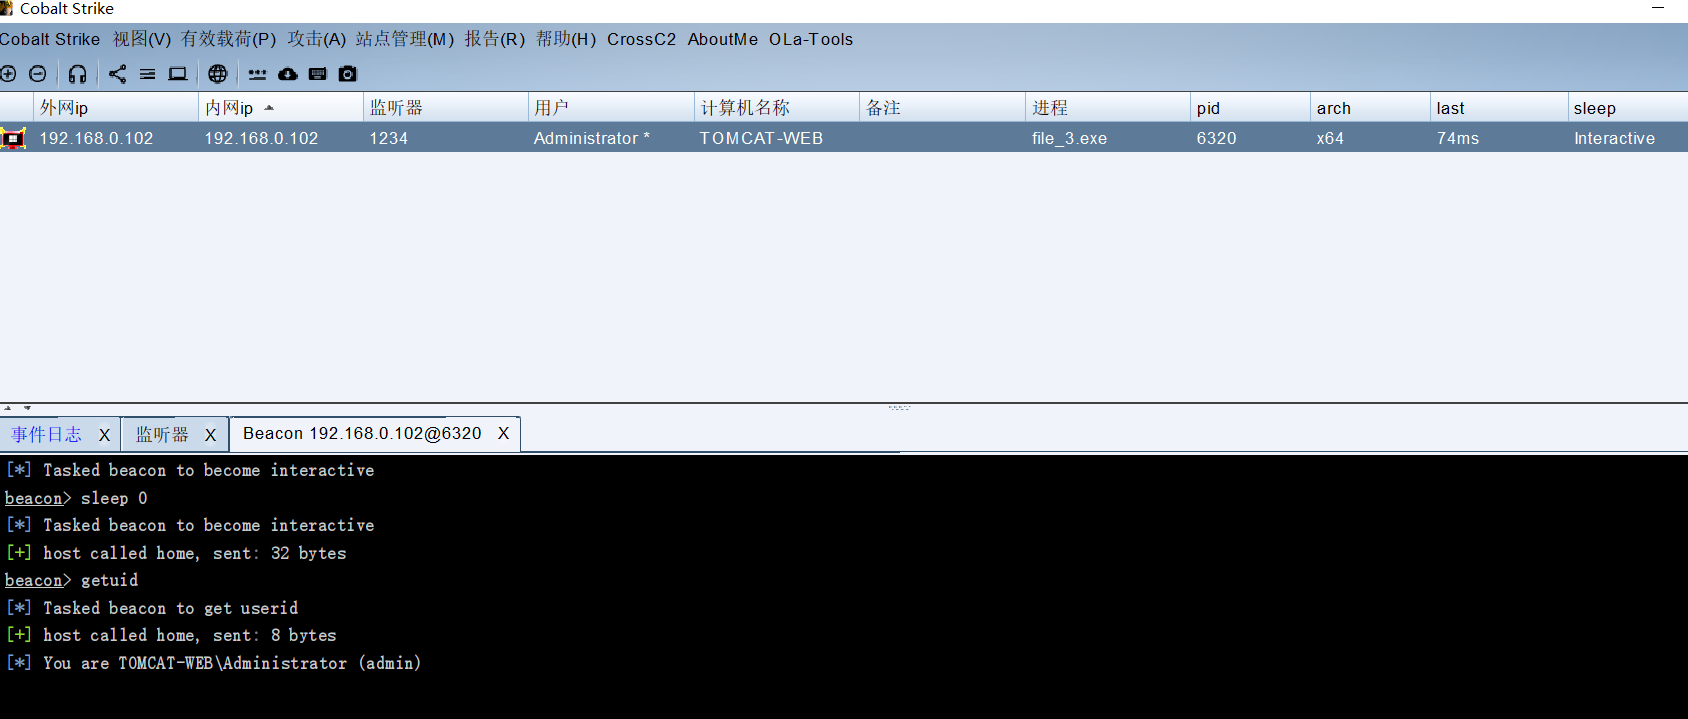 Cobalt Strike
Cobalt Strike 视图(V) 有效载荷(P) 攻击(A) 站点管理(M) 报告(R) 帮助(H) CrossC2 AboutMe OLa-Tools
外网ip 内网ip 监听器 用户 计算机名称 备注 进程 pid arch last sleep
192.168.0.102 192.168.0.102 1234 Administrator * TOMCAT-WEB file_3.exe 6320 x64 74ms Interactive
事件日志 X 监听器 X Beacon 192.168.0.102@6320 X
[*] Tasked beacon to become interactive
beacon> sleep 0
[*] Tasked beacon to become interactive
[+] host called home, sent: 32 bytes
beacon> getuid
[*] Tasked beacon to get userid
[+] host called home, sent: 8 bytes
[*] You are TOMCAT-WEB\Administrator (admin)